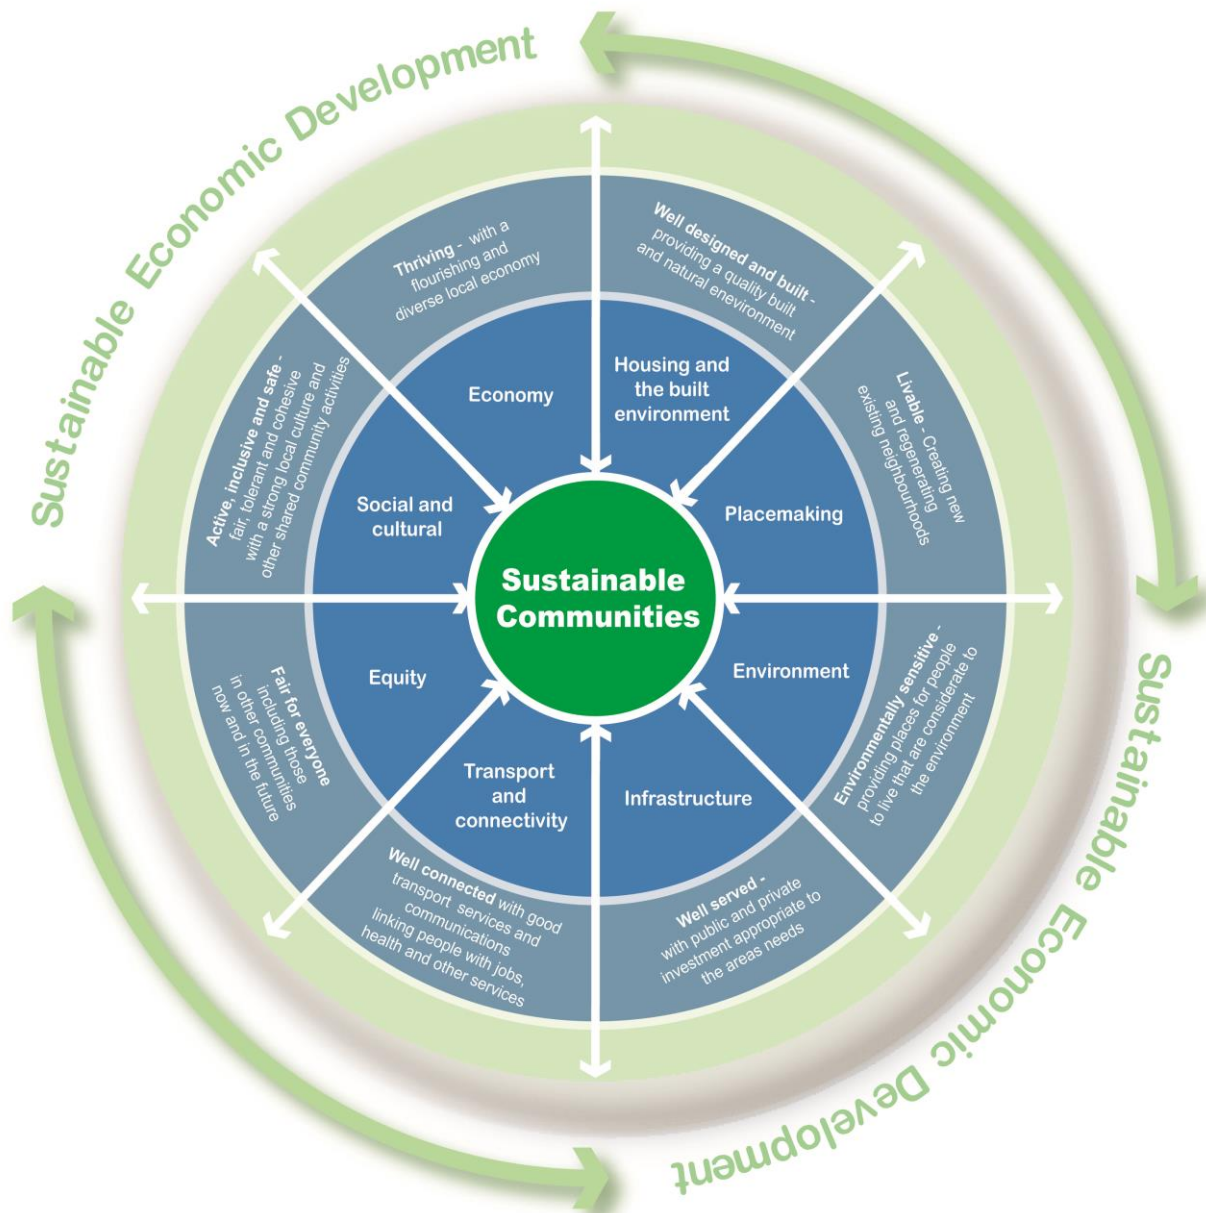 Sustainable Economic Development
Well designed and built -
providing a quality built
and natural enevironment
Livable - Creating new
and regenerating
existing neighbourhoods
Environmentally sensitive -
providing places for people
to live that are considerate to
the environment
Well served -
with public and private
investment appropriate to
the areas needs
Well connected with good
transport services and
communications
linking people with jobs,
health and other services
Fair for everyone
including those
in other communities
now and in the future
Active, inclusive and safe -
fair, tolerant and cohesive
with a strong local culture and
other shared community activities
Thriving - with a
flourishing and
diverse local economy
Housing and
the built
environment
Placemaking
Environment
Infrastructure
Transport
and
connectivity
Equity
Social and
cultural
Economy
Sustainable
Communities
Sustainable Economic Development